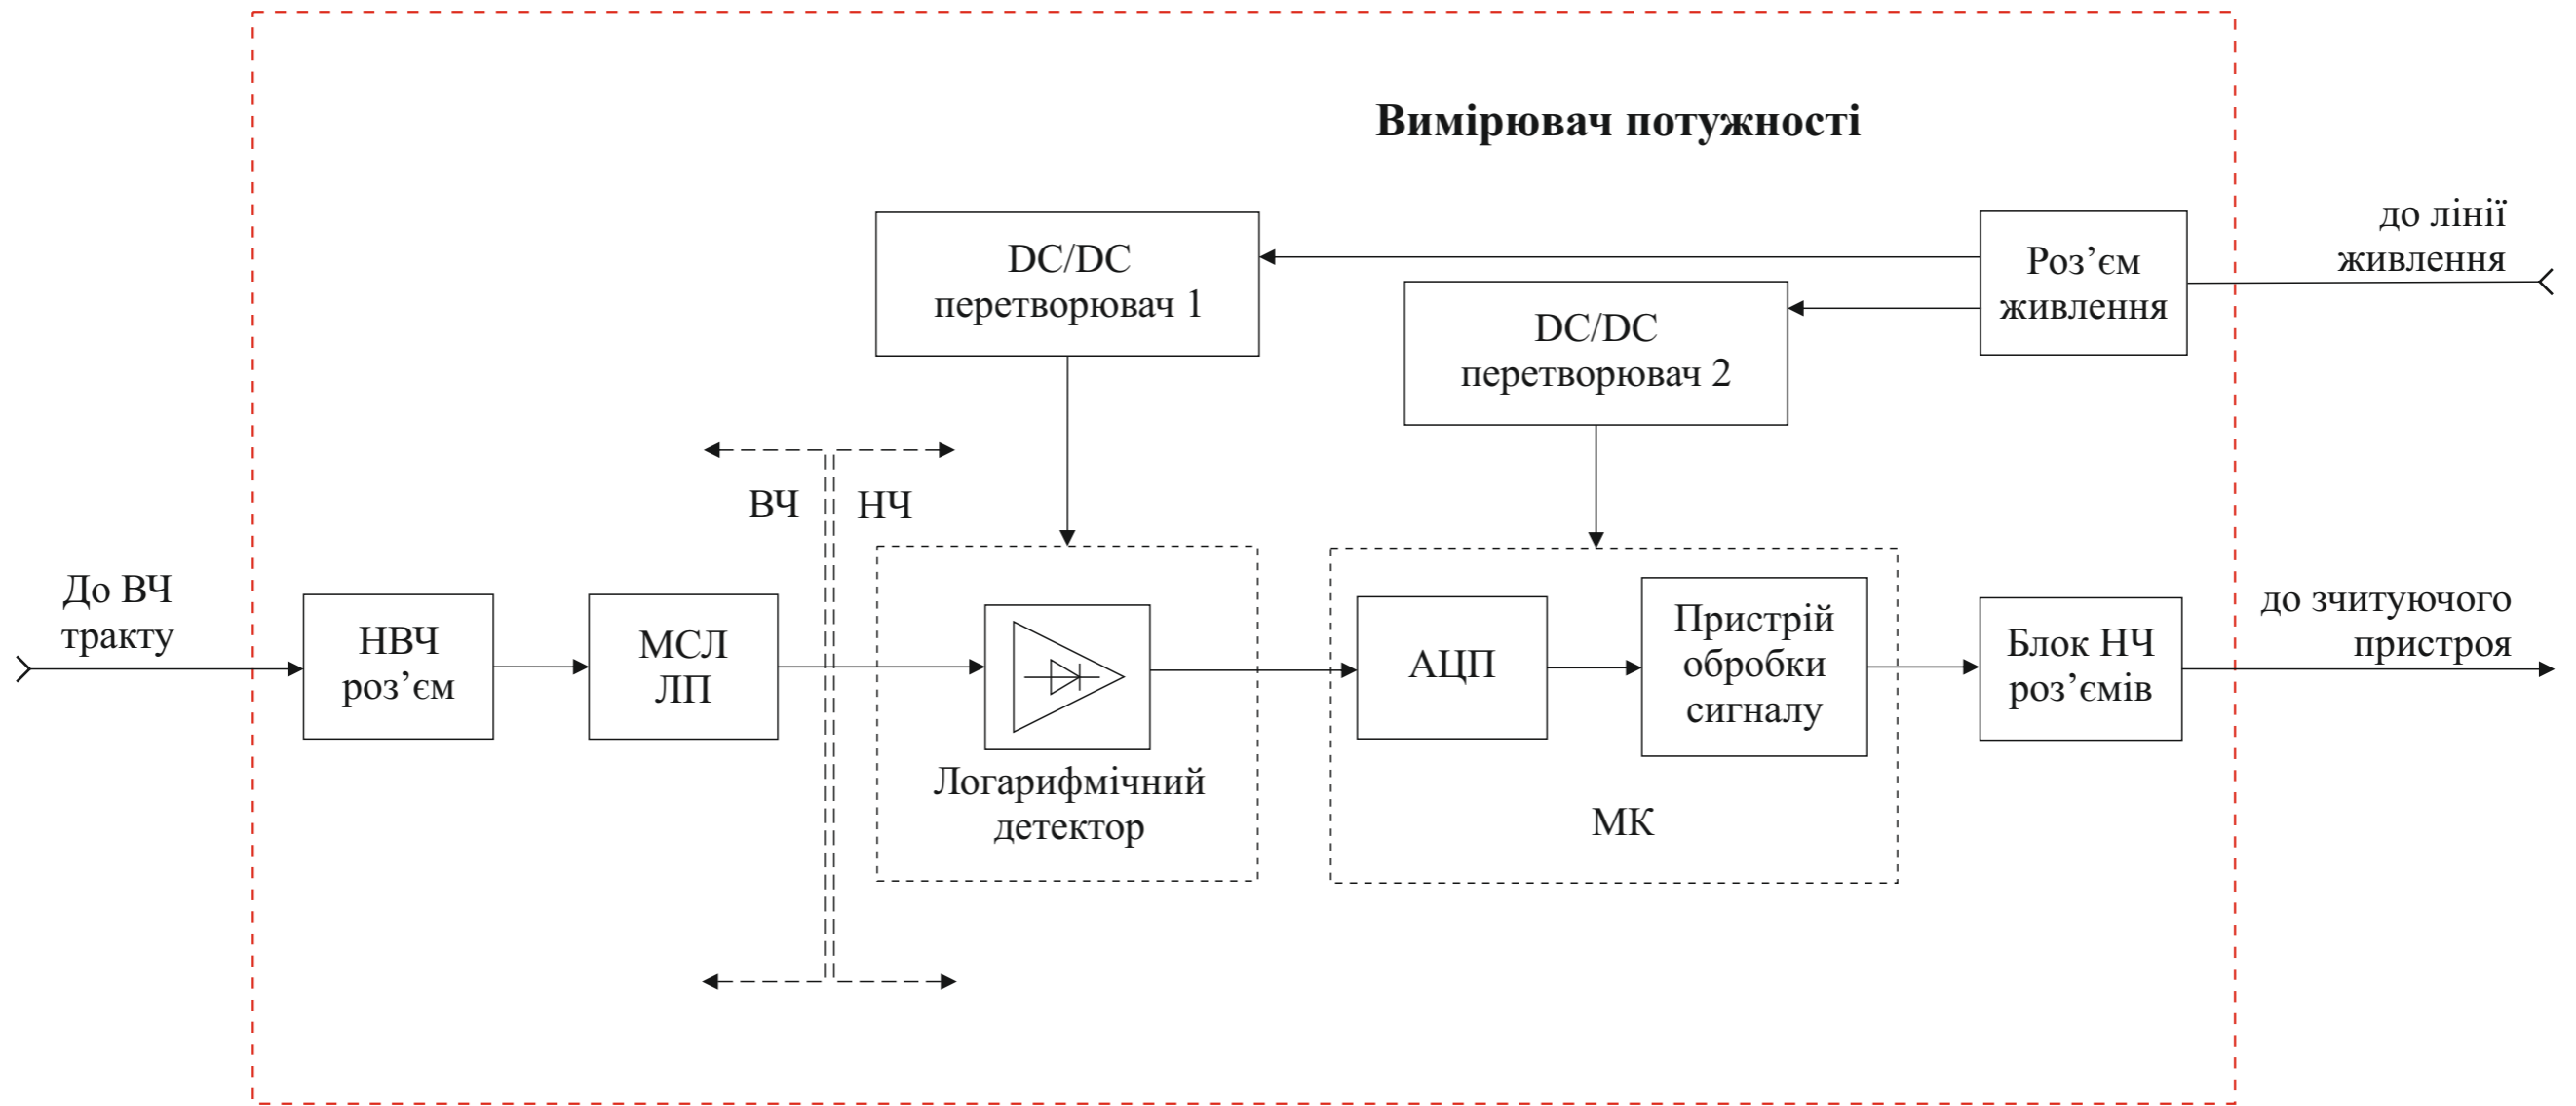 Вимірювач потужності
DC/DC
перетворювач 1
DC/DC
перетворювач 2
Роз’єм
живлення
до лінії
живлення
ВЧ
НЧ
До ВЧ
тракту
НВЧ
роз’єм
МСЛ
ЛП
Логарифмічний
детектор
АЦП
Пристрій
обробки
сигналу
МК
Блок НЧ
роз’ємів
до зчитуючого
пристроя